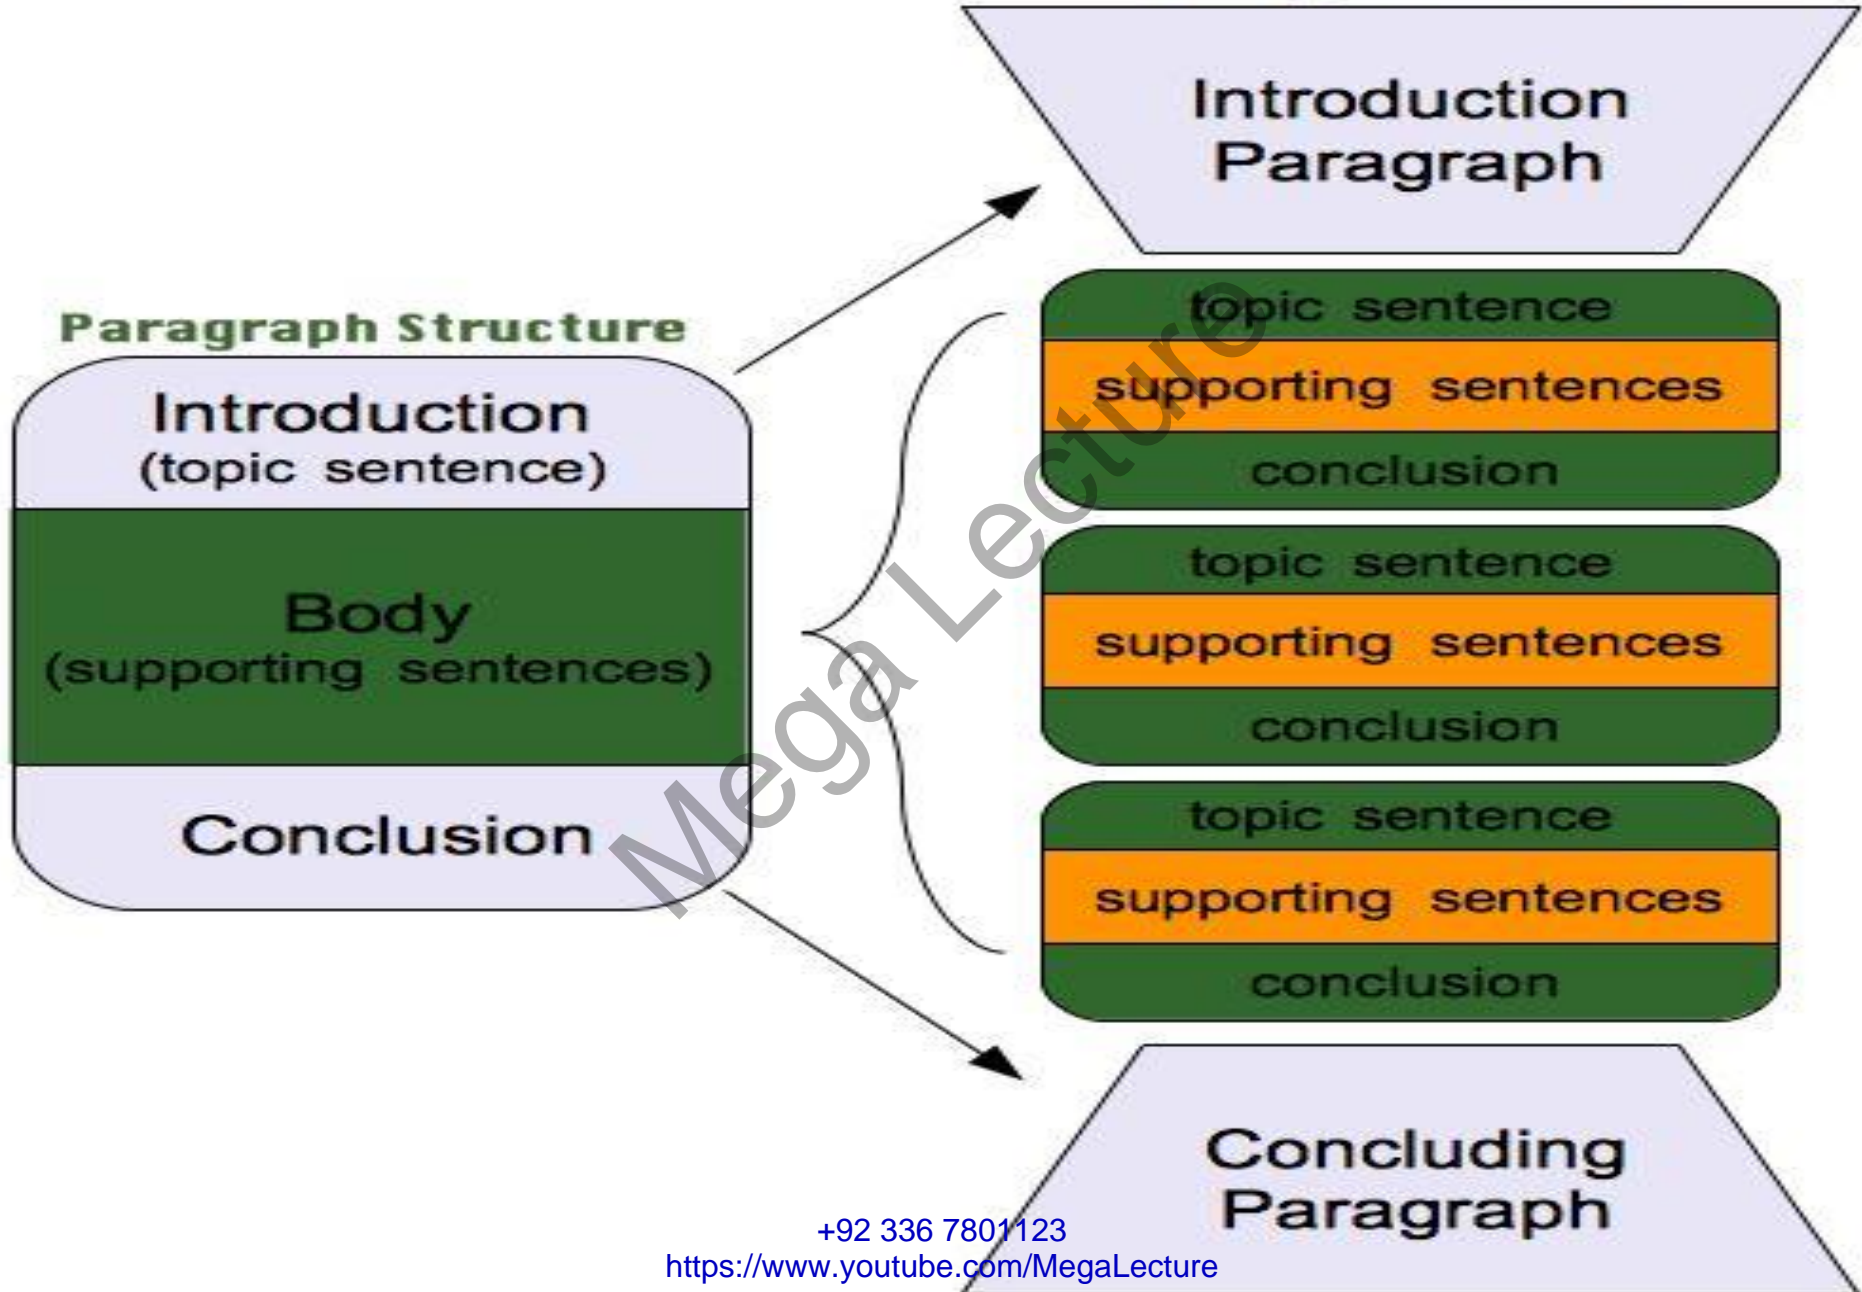 Paragraph Structure
Introduction
(topic sentence)
Body
(supporting sentences)
Conclusion
Introduction
Paragraph
topic sentence
supporting sentences
conclusion
topic sentence
supporting sentences
conclusion
topic sentence
supporting sentences
conclusion
Concluding
Paragraph
Mega Lecture
+92 336 7801123
https://www.youtube.com/MegaLecture